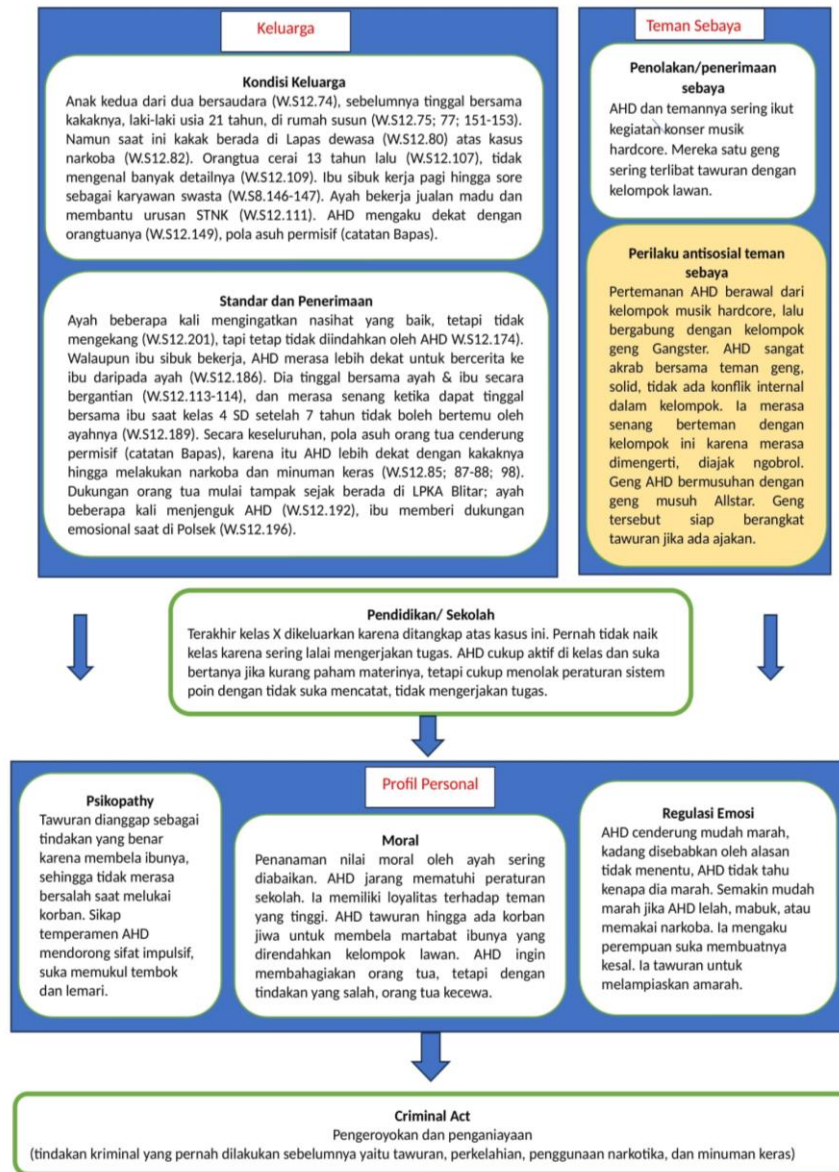 Keluarga
Kondisi Keluarga
Anak kedua dari dua bersaudara (W.S12.74), sebelumnya tinggal bersama
kakaknya, laki-laki usia 21 tahun, di rumah susun (W.S12.75; 77; 151-153).
Namun saat ini kakak berada di Lapas dewasa (W.S12.80) atas kasus
narkoba (W.S12.82). Orangtua cerai 13 tahun lalu (W.S12.107), tidak
mengenal banyak detailnya (W.S12.109). Ibu sibuk kerja pagi hingga sore
sebagai karyawan swasta (W.S8.146-147). Ayah bekerja jualan madu dan
membantu urusan STNK (W.S12.111). AHD mengaku dekat dengan
orangtuanya (W.S12.149), pola asuh permisif (catatan Bapas).
Standar dan Penerimaan
Ayah beberapa kali mengingatkan nasihat yang baik, tetapi tidak
mengekang (W.S12.201), tapi tetap tidak diindahkan oleh AHD W.S12.174).
Walaupun ibu sibuk bekerja, AHD merasa lebih dekat untuk bercerita ke
ibu daripada ayah (W.S12.186). Dia tinggal bersama ayah & ibu secara
bergantian (W.S12.113-114), dan merasa senang ketika dapat tinggal
bersama ibu saat kelas 4 SD setelah 7 tahun tidak boleh bertemu oleh
ayahnya (W.S12.189). Secara keseluruhan, pola asuh orang tua cenderung
permisif (catatan Bapas), karena itu AHD lebih dekat dengan kakaknya
hingga melakukan narkoba dan minuman keras (W.S12.85; 87-88; 98).
Dukungan orang tua mulai tampak sejak berada di LPKA Blitar; ayah
beberapa kali menjenguk AHD (W.S12.192), ibu memberi dukungan
emosional saat di Polsek (W.S12.196).
Teman Sebaya
Penolakan/penerimaan
sebaya
AHD dan temannya sering ikut
kegiatan konser musik
hardcore. Mereka satu geng
sering terlibat tawuran dengan
kelompok lawan.
Perilaku antisosial teman
sebaya
Pertemanan AHD berawal dari
kelompok musik hardcore, lalu
bergabung dengan kelompok
geng Gangster. AHD sangat
akrab bersama teman geng,
solid, tidak ada konflik internal
dalam kelompok. Ia merasa
senang berteman dengan
kelompok ini karena merasa
dimengerti, diajak ngobrol.
Geng AHD bermusuhan dengan
geng musuh Allstar. Geng
tersebut siap berangkat
tawuran jika ada ajakan.
Pendidikan/ Sekolah
Terakhir kelas X dikeluarkan karena ditangkap atas kasus ini. Pernah tidak naik
kelas karena sering lalai mengerjakan tugas. AHD cukup aktif di kelas dan suka
bertanya jika kurang paham materinya, tetapi cukup menolak peraturan sistem
poin dengan tidak suka mencatat, tidak mengerjakan tugas.
Profil Personal
Psikopathy
Tawuran dianggap sebagai
tindakan yang benar
karena membela ibunya,
sehingga tidak merasa
bersalah saat melukai
korban. Sikap
temperamen AHD
mendorong sifat impulsif,
suka memukul tembok
dan lemari.
Moral
Penanaman nilai moral oleh ayah sering
diabaikan. AHD jarang mematuhi peraturan
sekolah. Ia memiliki loyalitas terhadap teman
yang tinggi. AHD tawuran hingga ada korban
jiwa untuk membela martabat ibunya yang
direndahkan kelompok lawan. AHD ingin
membahagiakan orang tua, tetapi dengan
tindakan yang salah, orang tua kecewa.
Regulasi Emosi
AHD cenderung mudah marah,
kadang disebabkan oleh alasan
tidak menentu, AHD tidak tahu
kenapa dia marah. Semakin mudah
marah jika AHD lelah, mabuk, atau
memakai narkoba. Ia mengaku
perempuan suka membuatnya
kesal. Ia tawuran untuk
melampiaskan amarah.
Criminal Act
Pengeroyokan dan penganiayaan
(tindakan kriminal yang pernah dilakukan sebelumnya yaitu tawuran, perkelahian, penggunaan narkotika, dan minuman keras)